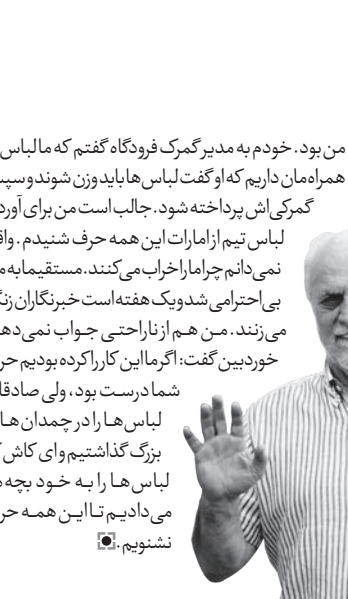 من بود. خودم به مدیر گمرک فرودگاه گفتم که ما لباس
همراه‌مان داریم که او گفت لباس‌ها باید وزن شوند و سپس
گمرکی‌اش پرداخته شود. جالب است من برای آورد
لباس تیم از امارات این همه حرف شنیدم. واق
نمی‌دانم چرا ما را خراب می‌کنند. مستقیما به م
بی‌احترامی شد و یک هفته است خبرنگاران زنگ
می‌زنند. من هم از ناراحتی جواب نمی‌ده
خوردبین گفت: اگر ما این کار را کرده بودیم حر
شما درست بود، ولی صادقا
لباس‌ها را در چمدان‌ها
بزرگ گذاشتیم و ای کاش
لباس‌ها را به خود بچه‌ه
می‌دادیم تا این همه حر
نشنویم.